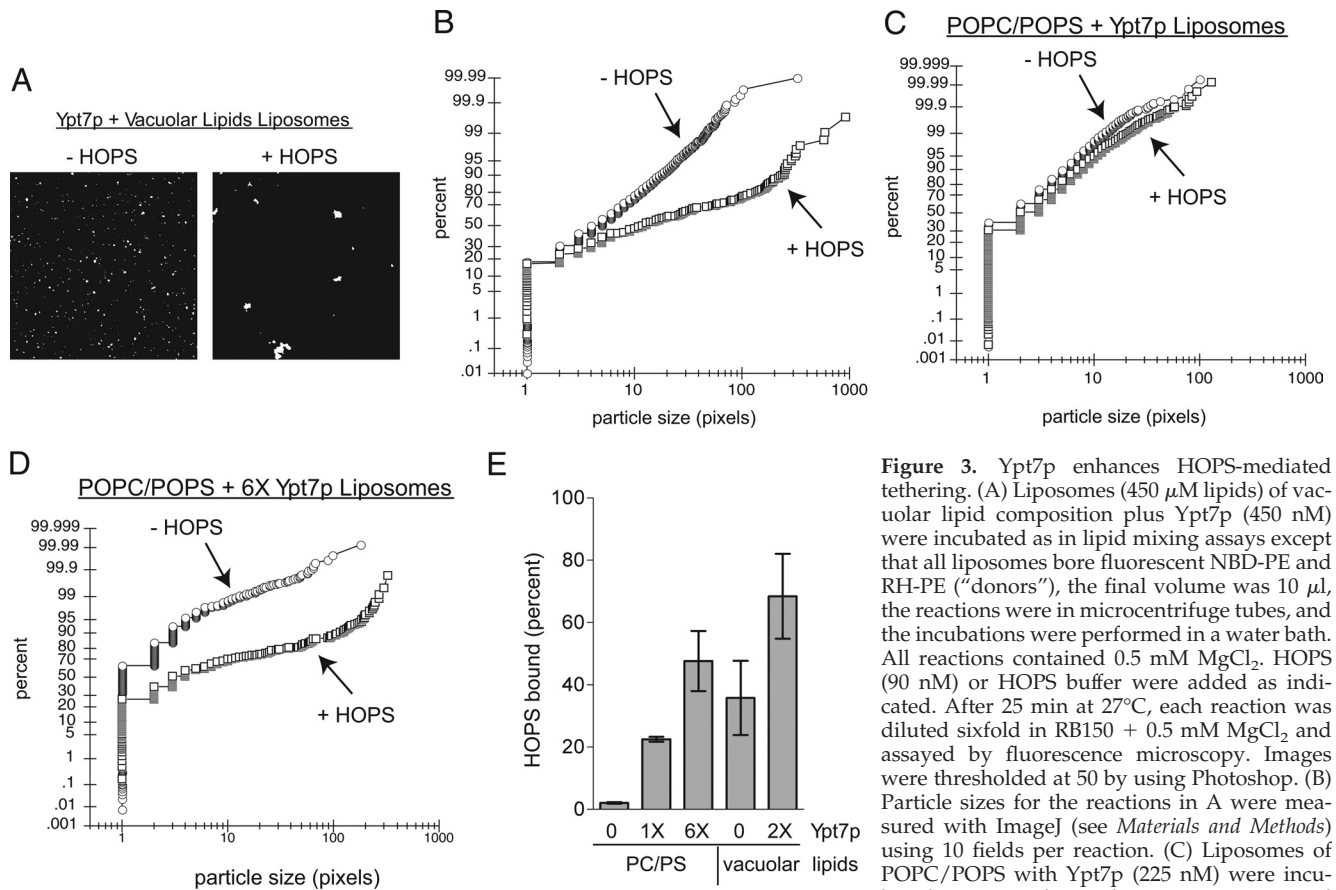 A
Ypt7p + Vacuolar Lipids Liposomes
- HOPS
+ HOPS
B
99.99
99.9
99
95
90
80
70
50
30
20
10
5
1
.1
.01
percent
1
10
100
1000
particle size (pixels)
- HOPS
+ HOPS
C
POPC/POPS + Ypt7p Liposomes
99.999
99.99
99.9
99
95
90
80
70
50
30
20
10
5
1
.1
.01
.001
percent
1
10
100
1000
particle size (pixels)
- HOPS
+ HOPS
D
POPC/POPS + 6X Ypt7p Liposomes
99.999
99.99
99.9
99
95
90
80
70
50
30
20
10
5
1
.1
.01
.001
percent
1
10
100
1000
particle size (pixels)
- HOPS
+ HOPS
E
100
80
60
40
20
0
HOPS bound (percent)
0 1X 6X 0 2X Ypt7p
PC/PS vacuolar lipids
Figure 3. Ypt7p enhances HOPS-mediated
tethering. (A) Liposomes (450 μM lipids) of vac-
uolar lipid composition plus Ypt7p (450 nM)
were incubated as in lipid mixing assays except
that all liposomes bore fluorescent NBD-PE and
RH-PE (“donors”), the final volume was 10 μl,
the reactions were in microcentrifuge tubes, and
the incubations were performed in a water bath.
All reactions contained 0.5 mM MgCl₂. HOPS
(90 nM) or HOPS buffer were added as indi-
cated. After 25 min at 27°C, each reaction was
diluted sixfold in RB150 + 0.5 mM MgCl₂ and
assayed by fluorescence microscopy. Images
were thresholded at 50 by using Photoshop. (B)
Particle sizes for the reactions in A were mea-
sured with ImageJ (see Materials and Methods)
using 10 fields per reaction. (C) Liposomes of
POPC/POPS with Ypt7p (225 nM) were incu-